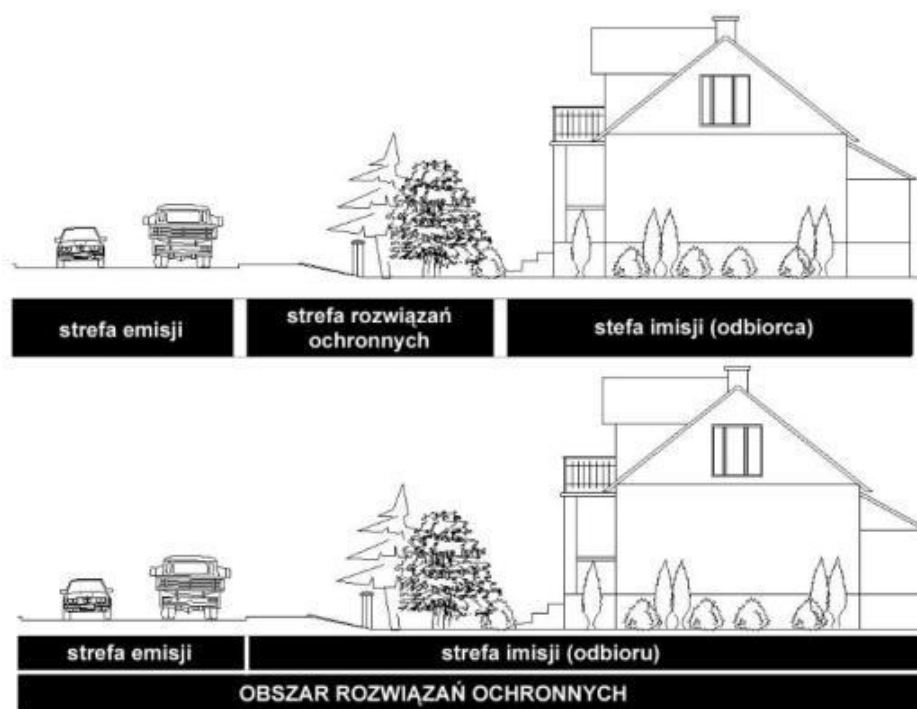 strefa emisji
strefa rozwiązań
ochronnych
stefa imisji (odbiorca)
strefa emisji
strefa imisji (odbioru)
OBSZAR ROZWIĄZAŃ OCHRONNYCH